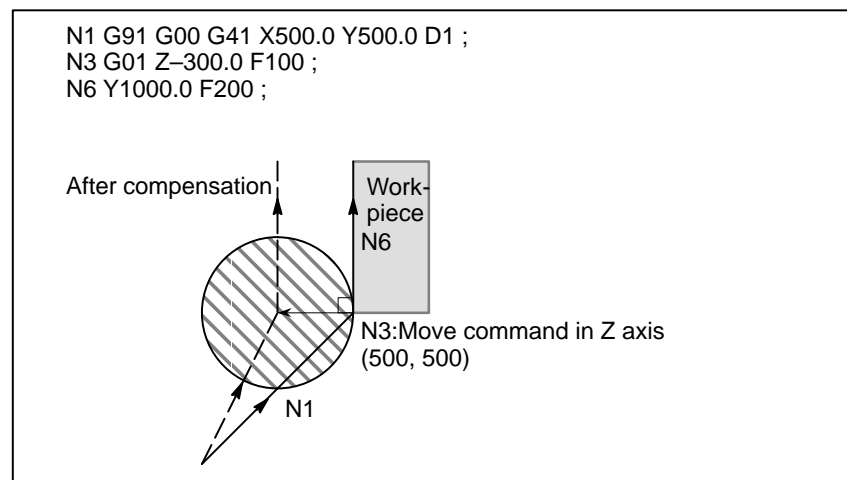 N1 G91 G00 G41 X500.0 Y500.0 D1 ;
N3 G01 Z–300.0 F100 ;
N6 Y1000.0 F200 ;
After compensation
Work-
piece
N6
N3:Move command in Z axis
(500, 500)
N1